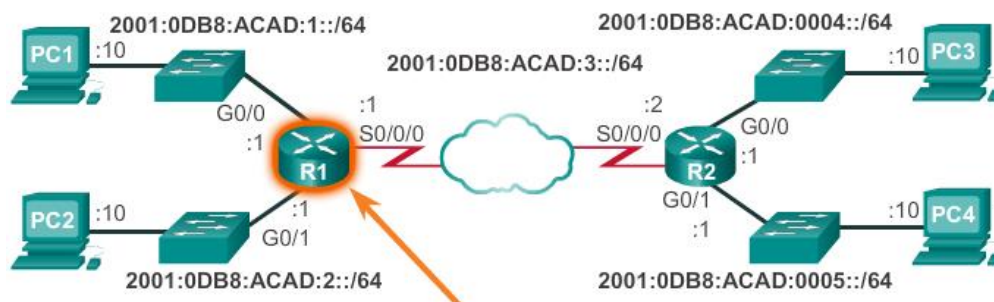 2001:0DB8:ACAD:1::/64
2001:0DB8:ACAD:0004::/64
PC1
:10
2001:0DB8:ACAD:3::/64
:10
PC3
G0/0
:1
:2
G0/0
:1
S0/0/0
S0/0/0
:1
R1
R2
PC2
:10
:1
G0/1
G0/1
:1
:10
PC4
2001:0DB8:ACAD:2::/64
2001:0DB8:ACAD:0005::/64